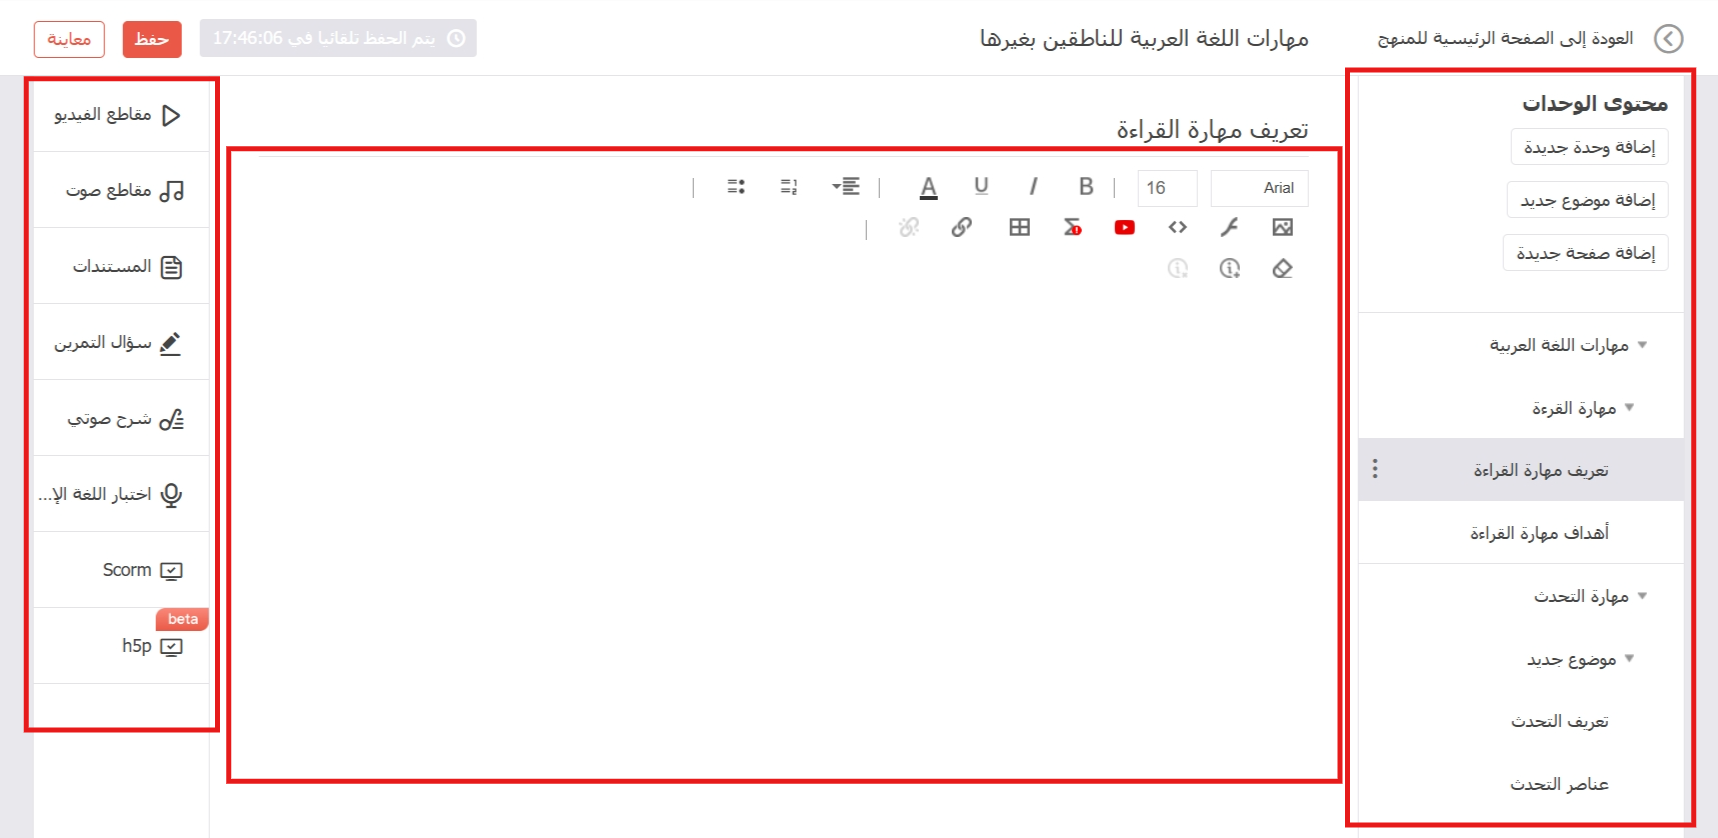 العودة إلى الصفحة الرئيسية للمنهج
مهارات اللغة العربية للناطقين بغيرها
يتم الحفظ تلقائيا في 17:46:06
حفظ
معاينة
محتوى الوحدات
إضافة وحدة جديدة
إضافة موضوع جديد
إضافة صفحة جديدة
مهارات اللغة العربية
مهارة القرءة
تعريف مهارة القراءة
أهداف مهارة القراءة
مهارة التحدث
موضوع جديد
تعريف التحدث
عناصر التحدث
تعريف مهارة القراءة
Arial
16
B
I
U
A
مقاطع الفيديو
مقاطع صوت
المستندات
سؤال التمرين
شرح صوتي
اختبار اللغة الإ...
Scorm
beta
h5p